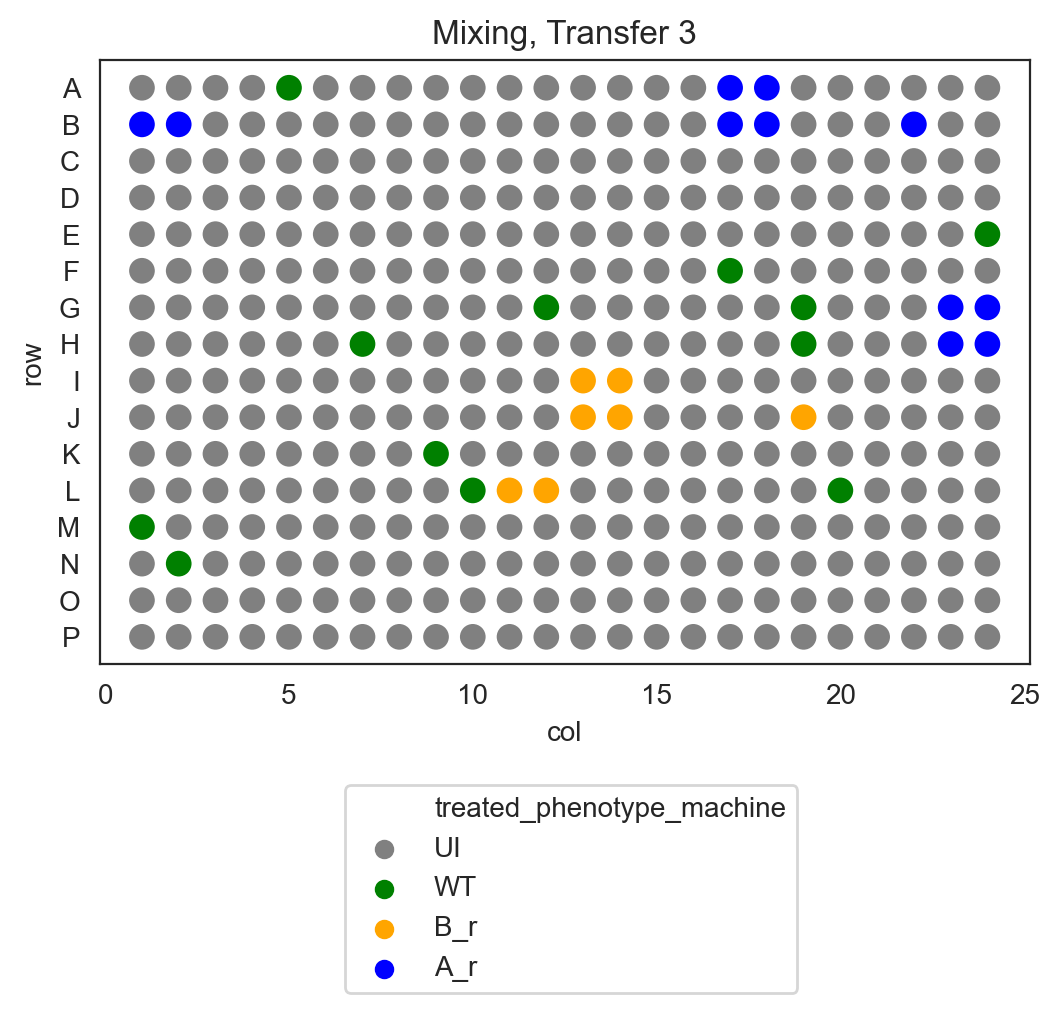 Mixing, Transfer 3
row
A
B
C
D
E
F
G
H
I
J
K
L
M
N
O
P
0 5 10 15 20 25
col
treated_phenotype_machine
UI
WT
B_r
A_r